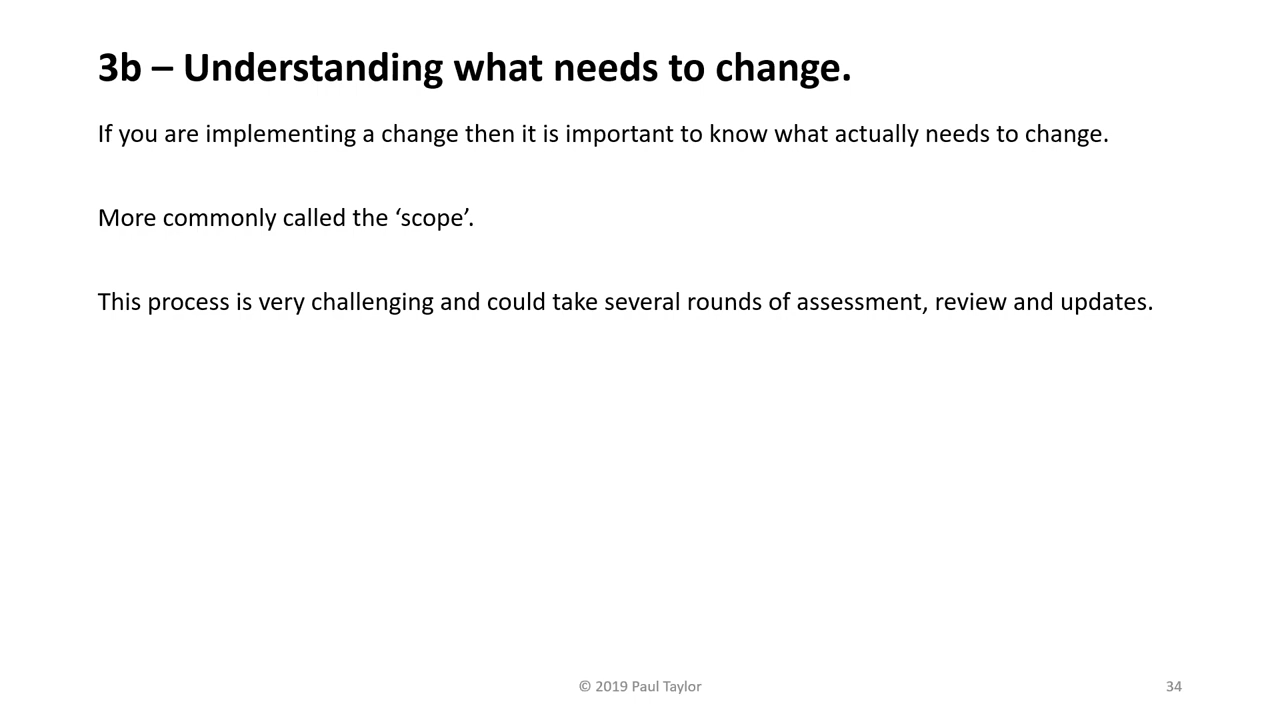 3b – Understanding what needs to change.
If you are implementing a change then it is important to know what actually needs to change.
More commonly called the ‘scope’.
This process is very challenging and could take several rounds of assessment, review and updates.
© 2019 Paul Taylor
34